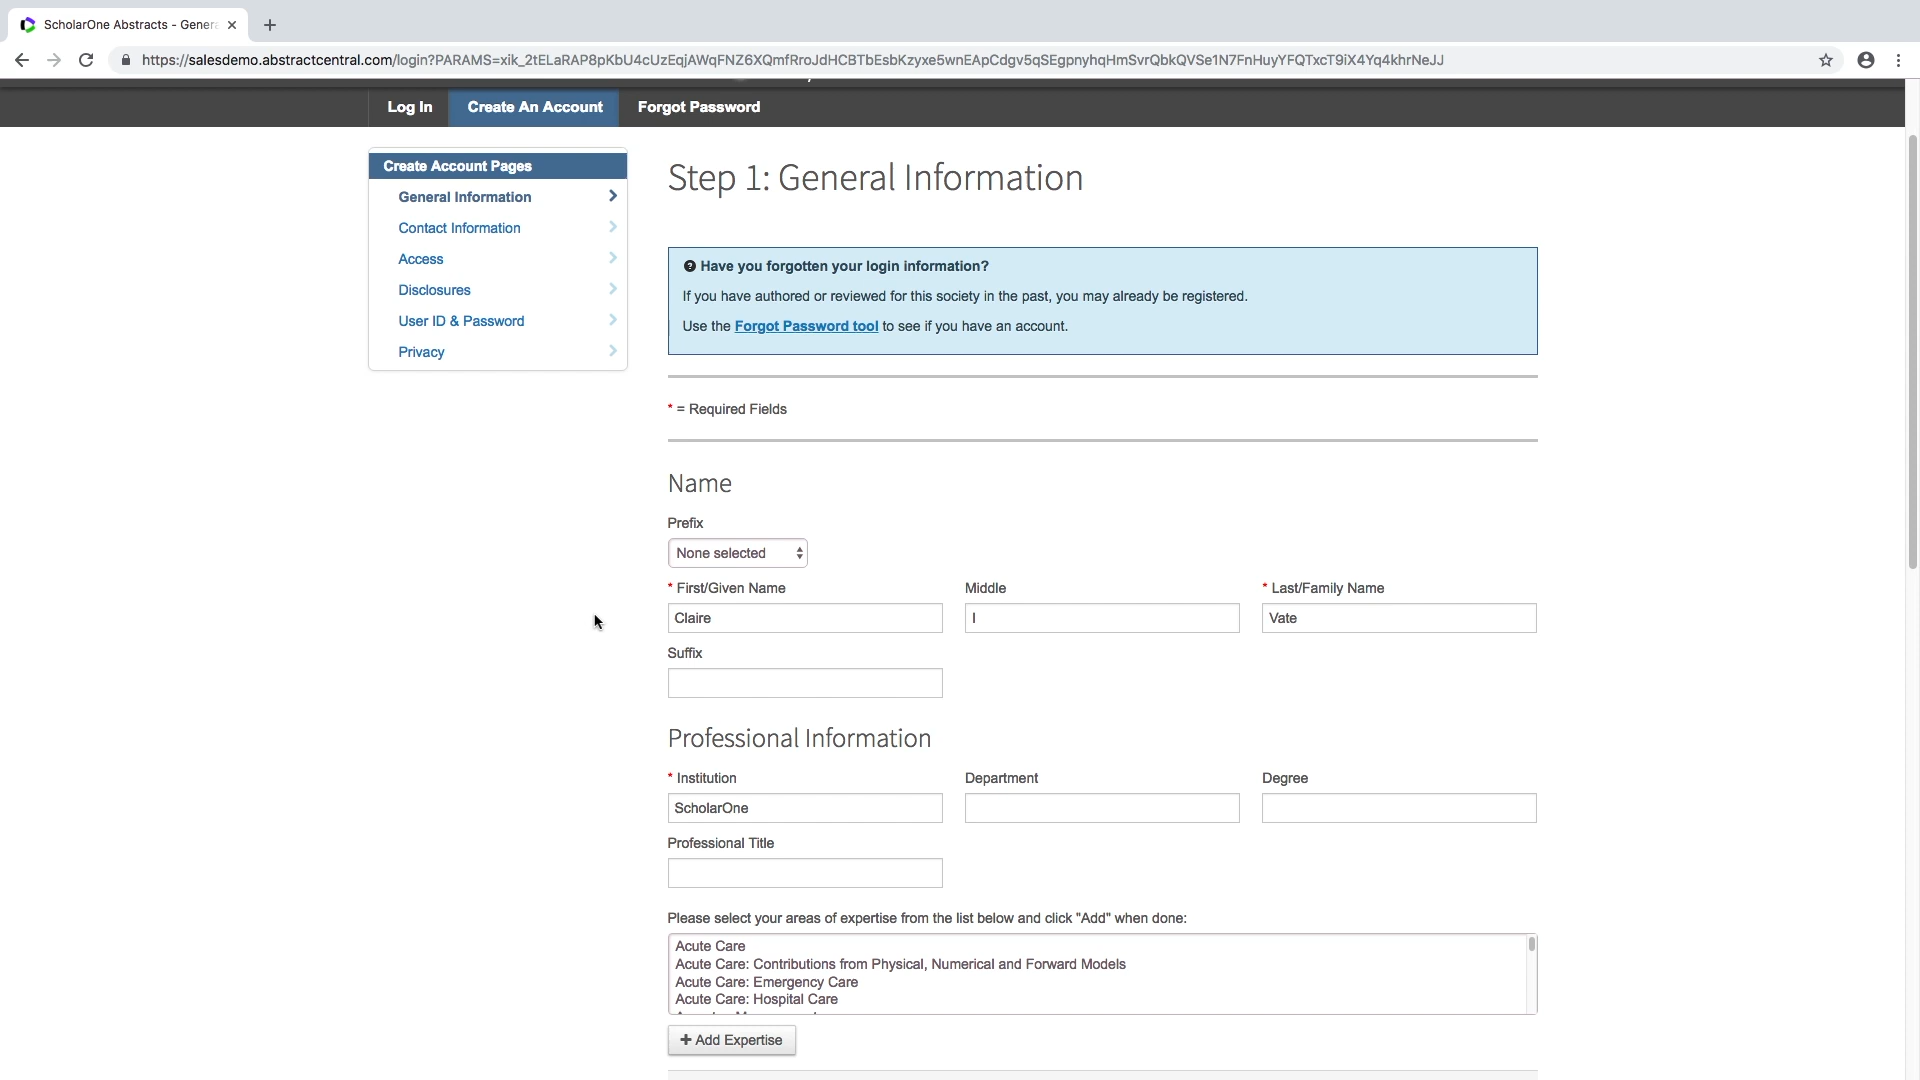 ScholarOne Abstracts - Gener
https://salesdemo.abstractcentral.com/login?PARAMS=xik_2tELaRAP8pKbU4cUzEqjAWqFNZ6XQmfRroJdHCBTbEsbKzyxe5wnEApCdgv5qSEgpnyhqHmSvrQbkQVSe1N7FnHuyYFQTxcT9iX4Yq4khrNeJJ
Log In
Create An Account
Forgot Password
Create Account Pages
General Information
Contact Information
Access
Disclosures
User ID & Password
Privacy
Step 1: General Information
Have you forgotten your login information?
If you have authored or reviewed for this society in the past, you may already be registered.
Use the Forgot Password tool to see if you have an account.
* = Required Fields
Name
Prefix
None selected
* First/Given Name
Middle
* Last/Family Name
Claire
I
Vate
Suffix
Professional Information
* Institution
Department
Degree
ScholarOne
Professional Title
Please select your areas of expertise from the list below and click "Add" when done:
Acute Care
Acute Care: Contributions from Physical, Numerical and Forward Models
Acute Care: Emergency Care
Acute Care: Hospital Care
+ Add Expertise